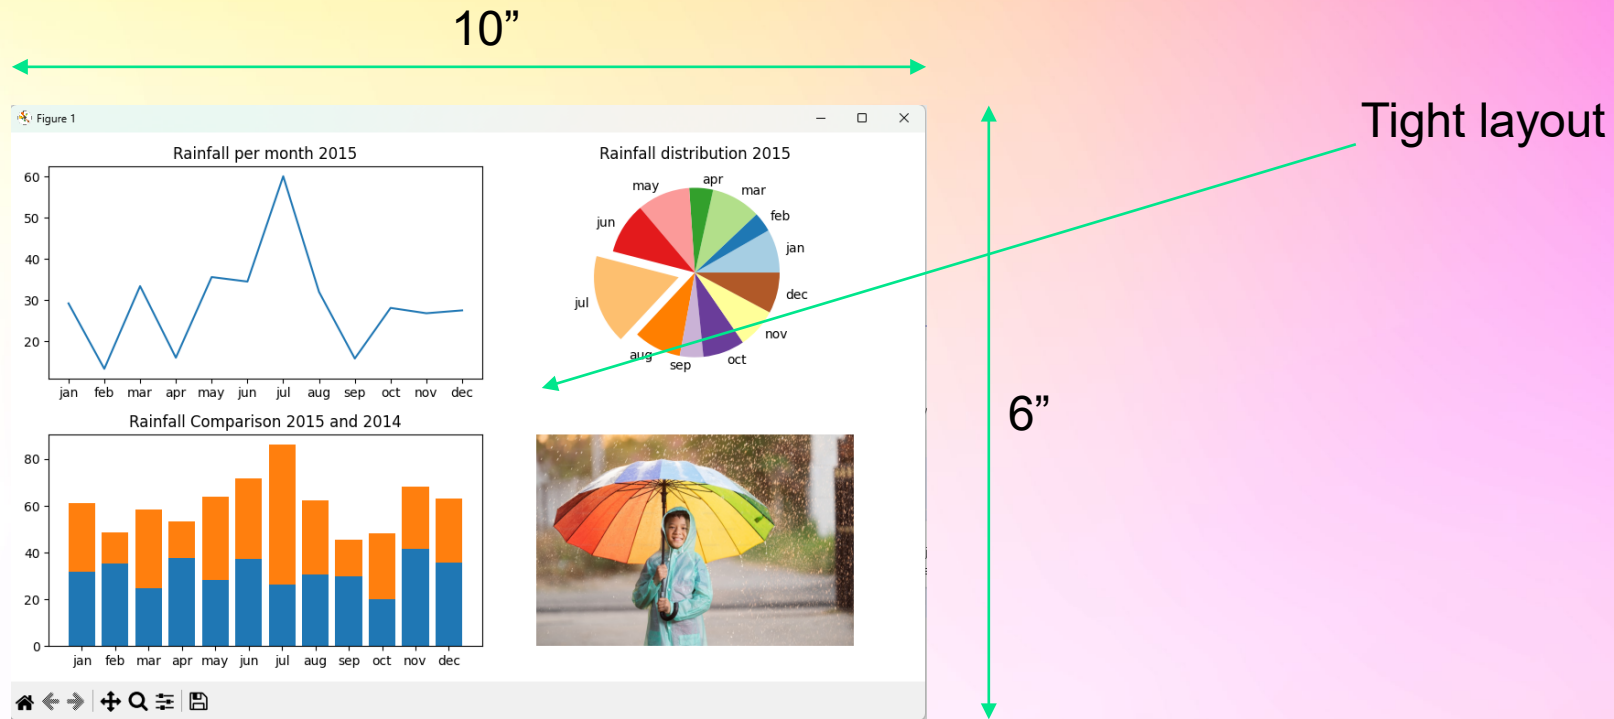 10”
Figure 1
Tight layout
Rainfall per month 2015
60
50
40
30
20
jan feb mar apr may jun jul aug sep oct nov dec
Rainfall distribution 2015
apr
may
mar
jun
feb
jan
jul
dec
nov
aug
sep
oct
6”
Rainfall Comparison 2015 and 2014
80
60
40
20
0
jan feb mar apr may jun jul aug sep oct nov dec